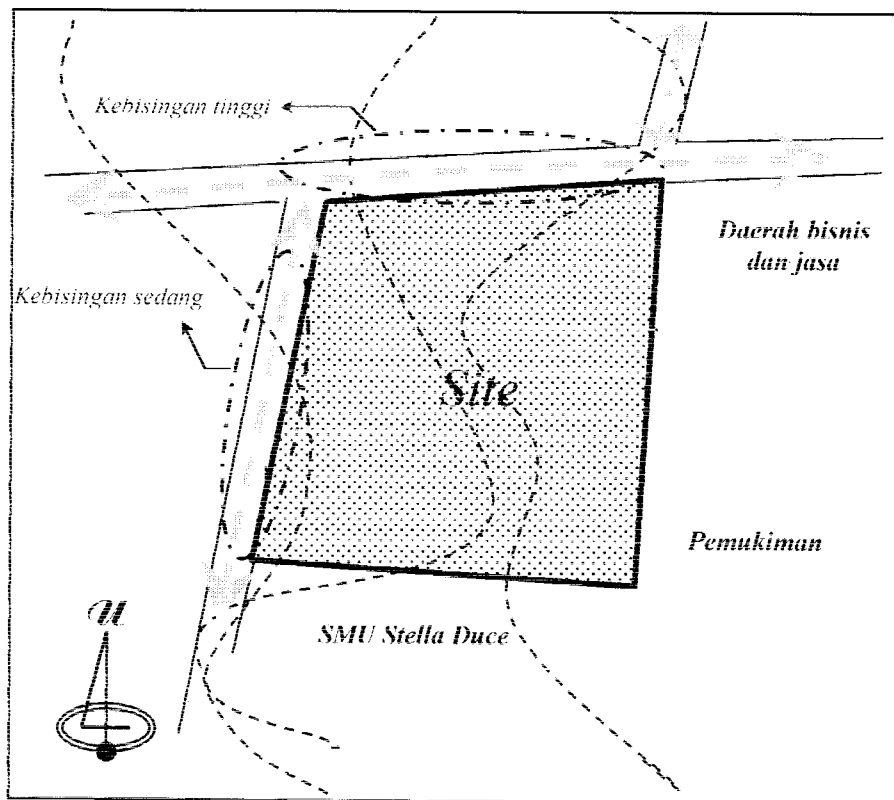 Kebisingan tinggi
Daerah bisnis
dan jasa
Kebisingan sedang
Site
Pemukiman
U
SMU Stella Duce